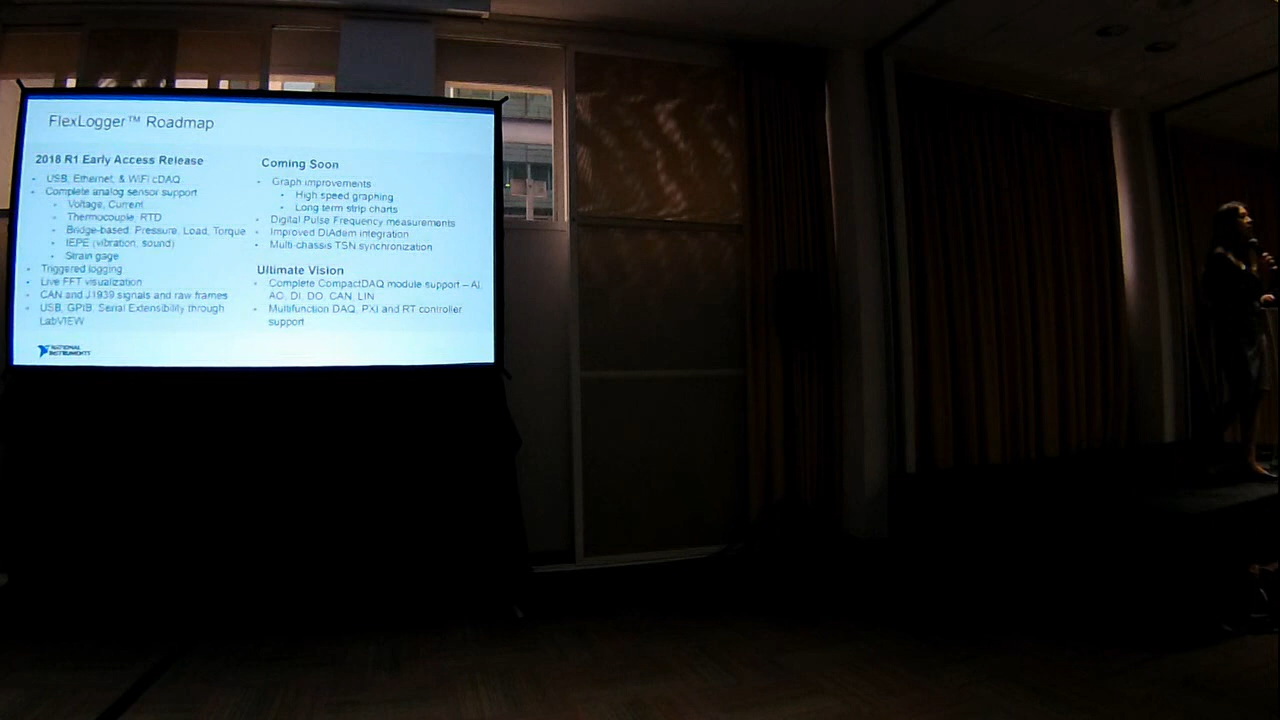 FlexLogger™ Roadmap
2018 R1 Early Access Release
USB, Ethernet, & WiFi cDAQ
Complete analog sensor support
Voltage, Current
Thermocouple, RTD
Bridge-based, Pressure, Load, Torque
IEPE (vibration, sound)
Strain gage
Triggered logging
Live FFT visualization
CAN and J1939 signals and raw frames
USB, GPIB, Serial Extensibility through
LabVIEW
Coming Soon
Graph improvements
High speed graphing
Long term strip charts
Digital Pulse Frequency measurements
Improved DIAdem integration
Multi-chassis TSN synchronization
Ultimate Vision
Complete CompactDAQ module support – AI,
AO, DI, DO, CAN, LIN
Multifunction DAQ, PXI and RT controller
support
NATIONAL
INSTRUMENTS